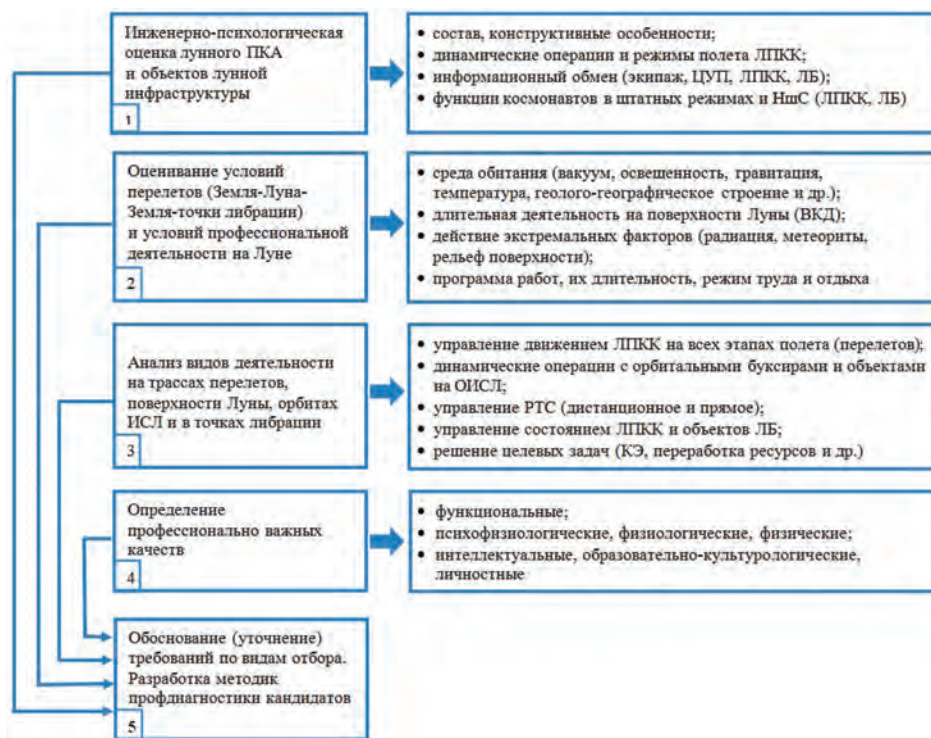 Инженерно-психологическая
оценка лунного ПКА
и объектов лунной
инфраструктуры
1
• состав, конструктивные особенности;
• динамические операции и режимы полета ЛПКК;
• информационный обмен (экипаж, ЦУП, ЛПКК, ЛБ);
• функции космонавтов в штатных режимах и НшС (ЛПКК, ЛБ)
Оценивание условий
перелетов (Земля-Луна-
Земля-точки либрации)
и условий профессиональной
деятельности на Луне
2
• среда обитания (вакуум, освещенность, травитация,
температура, геолого-географическое строение и др.);
• длительная деятельность на поверхности Луны (ВКД);
• действие экстремальных факторов (радиация, метеориты,
рельеф поверхности);
• программа работ, их длительность, режим труда и отдыха
Анализ видов деятельности
на трассах перелетов,
поверхности Луны, орбитах
ИСЛ и в точках либрации
3
• управление движением ЛПКК на всех этапах полета (перелетов);
• динамические операции с орбитальными буксирами и объектами
на ОИСЛ;
• управление РТС (дистанционное и прямое);
• управление состоянием ЛПКК и объектов ЛБ;
• решение целевых задач (КЭ, переработка ресурсов и др.)
Определение
профессионально важных
качеств
4
• функциональные;
• психофизиологические, физиологические, физические;
• интеллектуальные, образовательно-культурологические,
личностные
Обоснование (уточнение)
требований по видам отбора.
Разработка методик
профдиагностики кандидатов
5